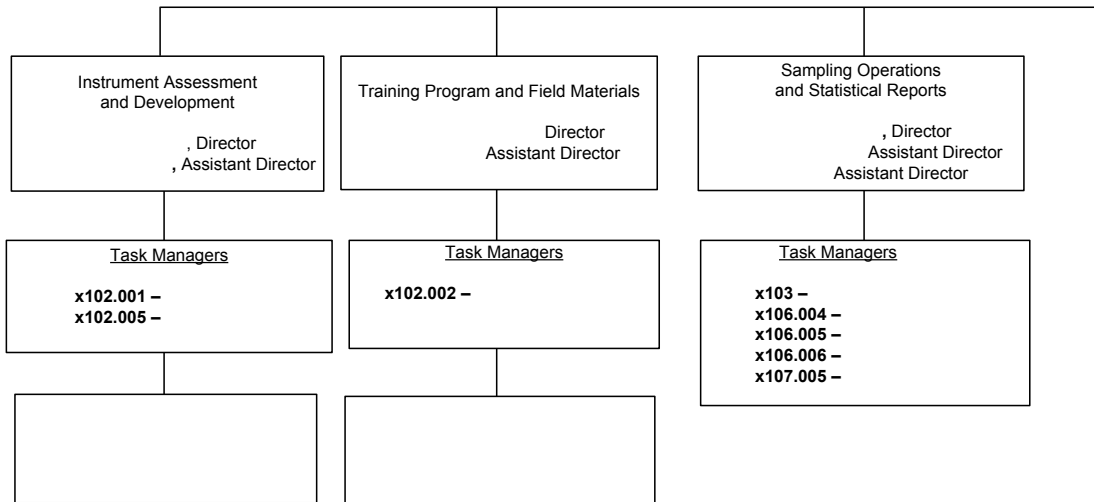 Instrument Assessment
and Development
, Director
, Assistant Director
Training Program and Field Materials
Director
Assistant Director
Sampling Operations
and Statistical Reports
, Director
Assistant Director
Assistant Director
Task Managers
x102.001 –
x102.005 –
Task Managers
x102.002 –
Task Managers
x103 –
x106.004 –
x106.005 –
x106.006 –
x107.005 –